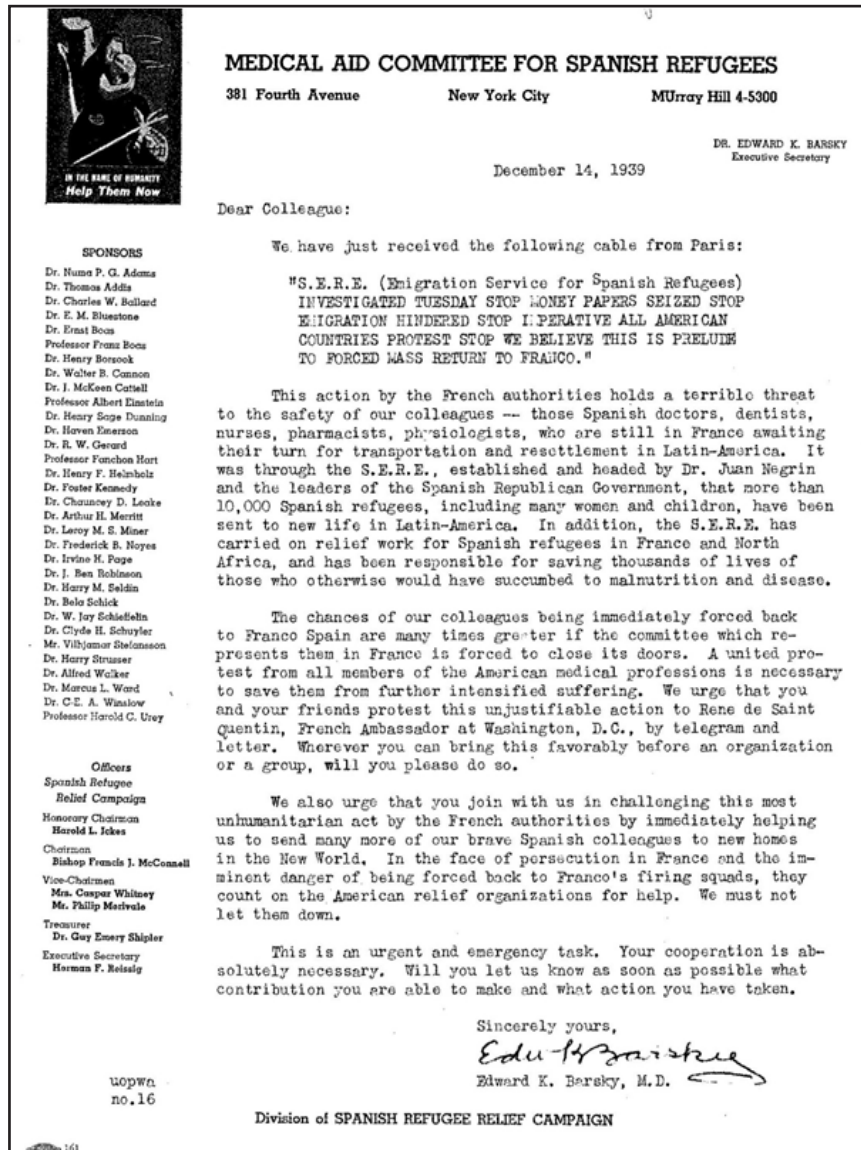 MEDICAL AID COMMITTEE FOR SPANISH REFUGEES
381 Fourth Avenue New York City MUrray Hill 4-5300
DR. EDWARD K. BARSKY
Executive Secretary
December 14, 1939
IN THE NAME OF HUMANITY
Help Them Now
Dear Colleague:
We have just received the following cable from Paris:
"S.E.R.E. (Emigration Service for Spanish Refugees)
INVESTIGATED TUESDAY STOP MONEY PAPERS SEIZED STOP
EMIGRATION HINDERED STOP IMPERATIVE ALL AMERICAN
COUNTRIES PROTEST STOP WE BELIEVE THIS IS PRELUDE
TO FORCED MASS RETURN TO FRANCO."
This action by the French authorities holds a terrible threat
to the safety of our colleagues -- those Spanish doctors, dentists,
nurses, pharmacists, physiologists, who are still in France awaiting
their turn for transportation and resettlement in Latin-America. It
was through the S.E.R.E., established and headed by Dr. Juan Negrin
and the leaders of the Spanish Republican Government, that more than
10,000 Spanish refugees, including many women and children, have been
sent to new life in Latin-America. In addition, the S.E.R.E. has
carried on relief work for Spanish refugees in France and North
Africa, and has been responsible for saving thousands of lives of
those who otherwise would have succumbed to malnutrition and disease.
The chances of our colleagues being immediately forced back
to Franco Spain are many times greater if the committee which re-
presents them in France is forced to close its doors. A united pro-
test from all members of the American medical professions is necessary
to save them from further intensified suffering. We urge that you
and your friends protest this unjustifiable action to Rene de Saint
Quentin, French Ambassador at Washington, D.C., by telegram and
letter. Wherever you can bring this favorably before an organization
or a group, will you please do so.
We also urge that you join with us in challenging this most
unhumanitarian act by the French authorities by immediately helping
us to send many more of our brave Spanish colleagues to new homes
in the New World. In the face of persecution in France and the im-
minent danger of being forced back to Franco's firing squads, they
count on the American relief organizations for help. We must not
let them down.
This is an urgent and emergency task. Your cooperation is ab-
solutely necessary. Will you let us know as soon as possible what
contribution you are able to make and what action you have taken.
Sincerely yours,
Edw K Barsky
Edward K. Barsky, M.D.
SPONSORS
Dr. Numa P. G. Adams
Dr. Thomas Addis
Dr. Charles W. Ballard
Dr. E. M. Bluestone
Dr. Ernst Boas
Professor Franz Boas
Dr. Henry Borsook
Dr. Walter B. Cannon
Dr. J. McKeen Cattell
Professor Albert Einstein
Dr. Henry Sage Dunning
Dr. Haven Emerson
Dr. R. W. Gerard
Professor Fanchon Hart
Dr. Henry F. Helmholz
Dr. Foster Kennedy
Dr. Chauncey D. Leake
Dr. Arthur H. Merritt
Dr. Leroy M. S. Miner
Dr. Frederick B. Noyes
Dr. Irvine H. Page
Dr. J. Ben Robinson
Dr. Harry M. Seldin
Dr. Bela Schick
Dr. W. Jay Schieffelin
Dr. Clyde H. Schuyler
Mr. Vilhjamar Stefansson
Dr. Harry Strusser
Dr. Alfred Walker
Dr. Marcus L. Ward
Dr. C-E. A. Winslow
Professor Harold C. Urey
Officers
Spanish Refugee
Relief Campaign
Honorary Chairman
Harold L. Ickes
Chairman
Bishop Francis J. McConnell
Vice-Chairmen
Mrs. Caspar Whitney
Mr. Philip Merivale
Treasurer
Dr. Guy Emery Shipler
Executive Secretary
Herman F. Reissig
uopwa
no.16
Division of SPANISH REFUGEE RELIEF CAMPAIGN
161